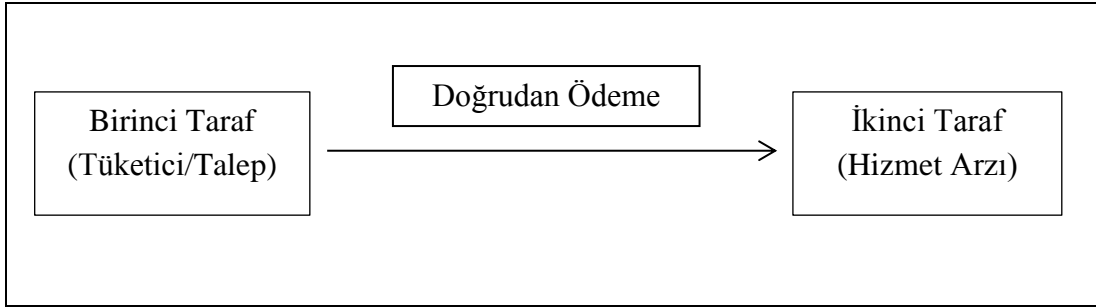 Birinci Taraf
(Tüketici/Talep)
Doğrudan Ödeme
İkinci Taraf
(Hizmet Arzı)